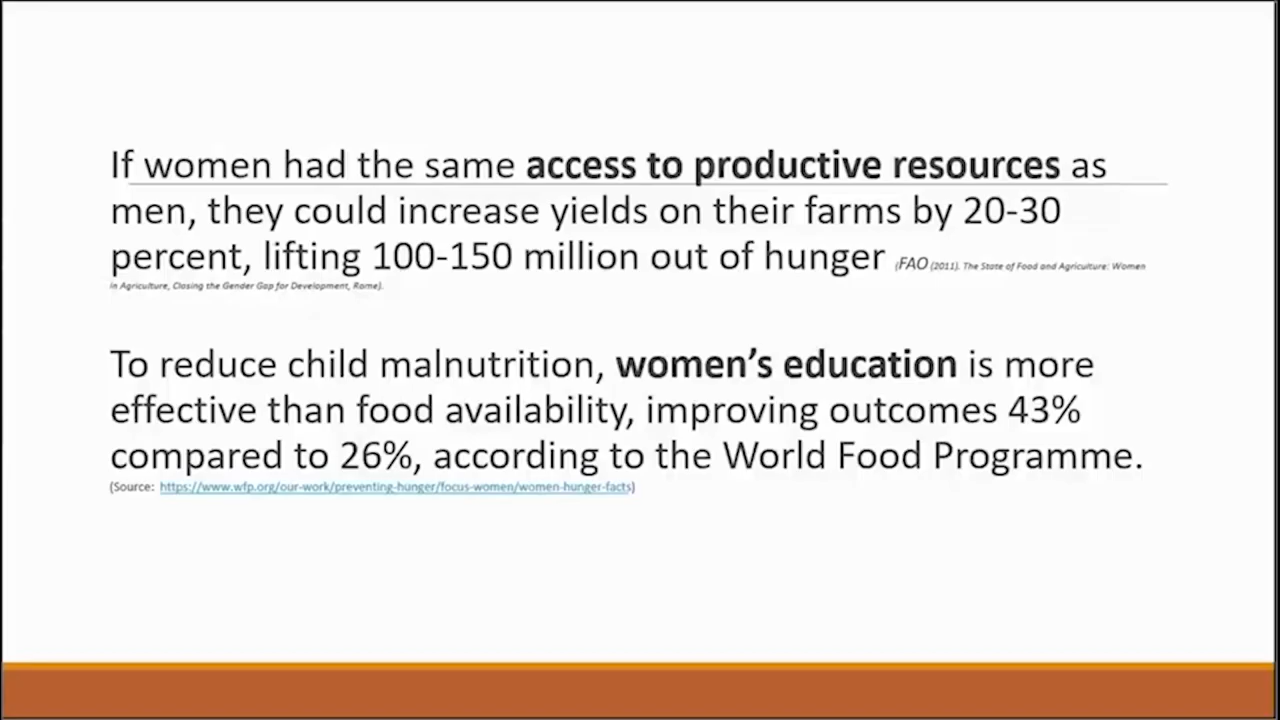 If women had the same access to productive resources as
men, they could increase yields on their farms by 20-30
percent, lifting 100-150 million out of hunger (FAO (2011). The State of Food and Agriculture: Women
in Agriculture, Closing the Gender Gap for Development, Rome).
To reduce child malnutrition, women’s education is more
effective than food availability, improving outcomes 43%
compared to 26%, according to the World Food Programme.
(Source: https://www.wfp.org/our-work/preventing-hunger/focus-women/women-hunger-facts)